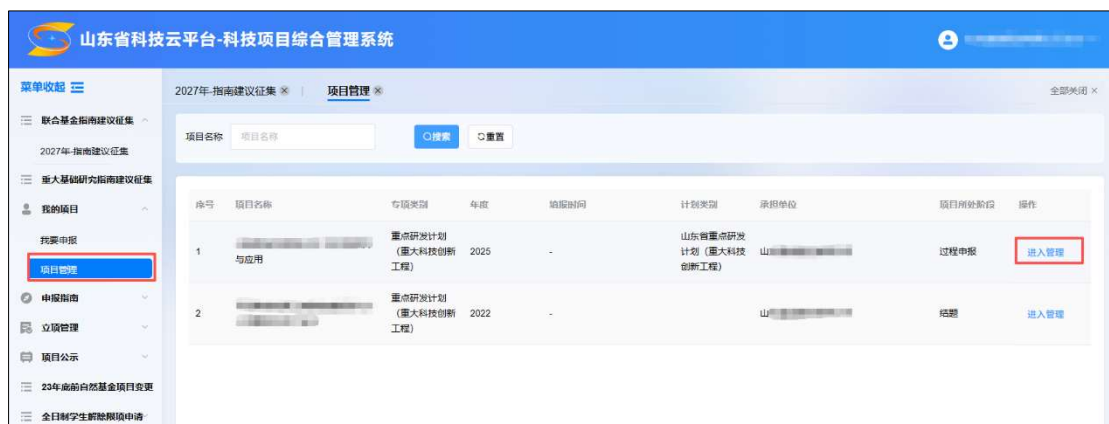 山东省科技云平台-科技项目综合管理系统
菜单收起
2027年-指南建议征集
项目管理
全部关闭 ×
联合基金指南建议征集
2027年-指南建议征集
重大基础研究指南建议征集
我的项目
我要申报
项目管理
申报指南
立项管理
项目公示
23年底前自然基金项目变更
全日制学生解除限项申请
项目名称 项目名称 搜索 重置
序号 项目名称 专项类别 年度 填报时间 计划类别 承担单位 项目所处阶段 操作
1 与应用 重点研发计划（重大科技创新工程） 2025 - 山东省重点研发计划（重大科技创新工程） 山 过程申报 进入管理
2 重点研发计划（重大科技创新工程） 2022 - 山 结题 进入管理